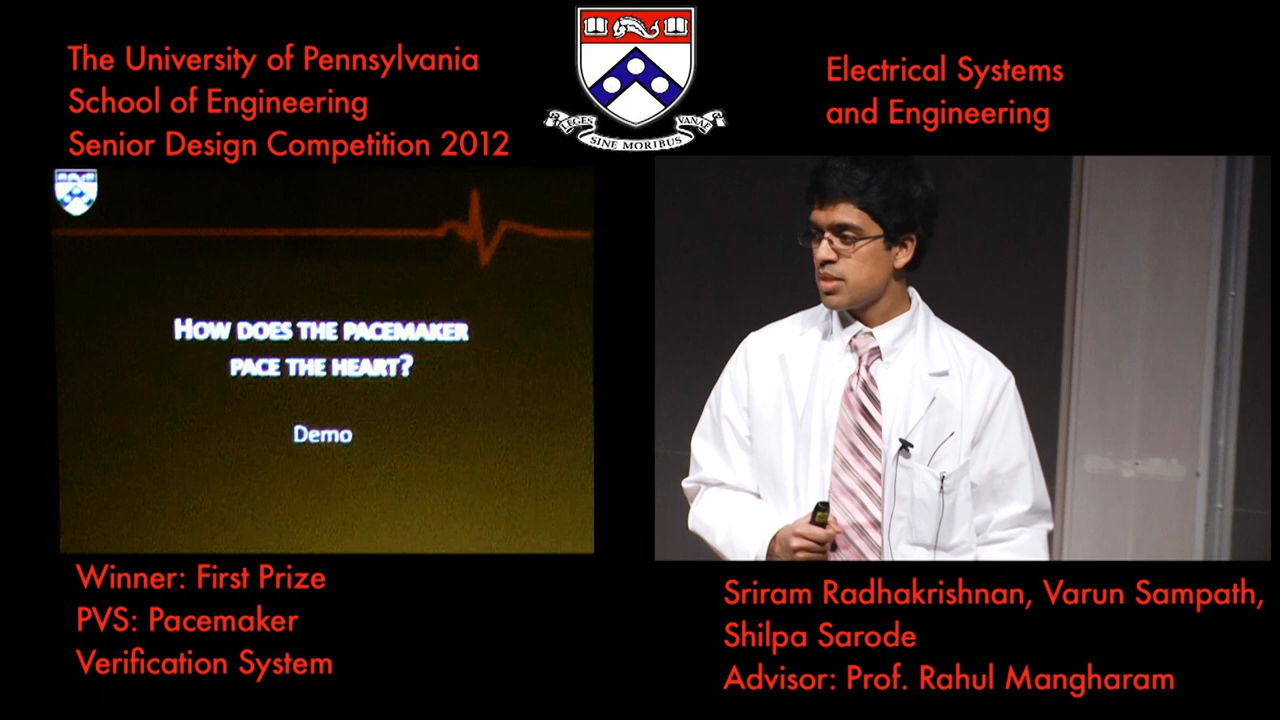 The University of Pennsylvania
School of Engineering
Senior Design Competition 2012
LEGES
SINE MORIBUS
VANAE
Electrical Systems
and Engineering
HOW DOES THE PACEMAKER
PACE THE HEART?
Demo
Winner: First Prize
PVS: Pacemaker
Verification System
Sriram Radhakrishnan, Varun Sampath,
Shilpa Sarode
Advisor: Prof. Rahul Mangharam